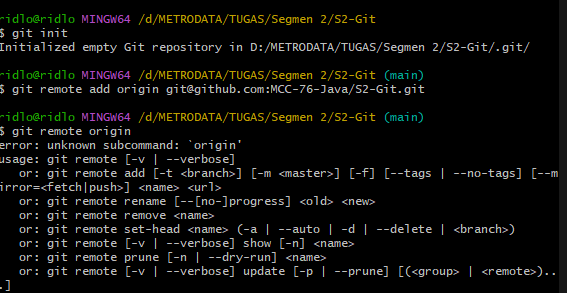 ridlo@ridlo MINGW64 /d/METRODATA/TUGAS/Segmen 2/S2-Git
$ git init
Initialized empty Git repository in D:/METRODATA/TUGAS/Segmen 2/S2-Git/.git/
ridlo@ridlo MINGW64 /d/METRODATA/TUGAS/Segmen 2/S2-Git (main)
$ git remote add origin git@github.com:MCC-76-Java/S2-Git.git
ridlo@ridlo MINGW64 /d/METRODATA/TUGAS/Segmen 2/S2-Git (main)
$ git remote origin
error: unknown subcommand: `origin'
usage: git remote [-v | --verbose]
or: git remote add [-t <branch>] [-m <master>] [-f] [--tags | --no-tags] [--m
irror=<fetch|push>] <name> <url>
or: git remote rename [--[no-]progress] <old> <new>
or: git remote remove <name>
or: git remote set-head <name> (-a | --auto | -d | --delete | <branch>)
or: git remote [-v | --verbose] show [-n] <name>
or: git remote prune [-n | --dry-run] <name>
or: git remote [-v | --verbose] update [-p | --prune] [(<group> | <remote>)..
.]